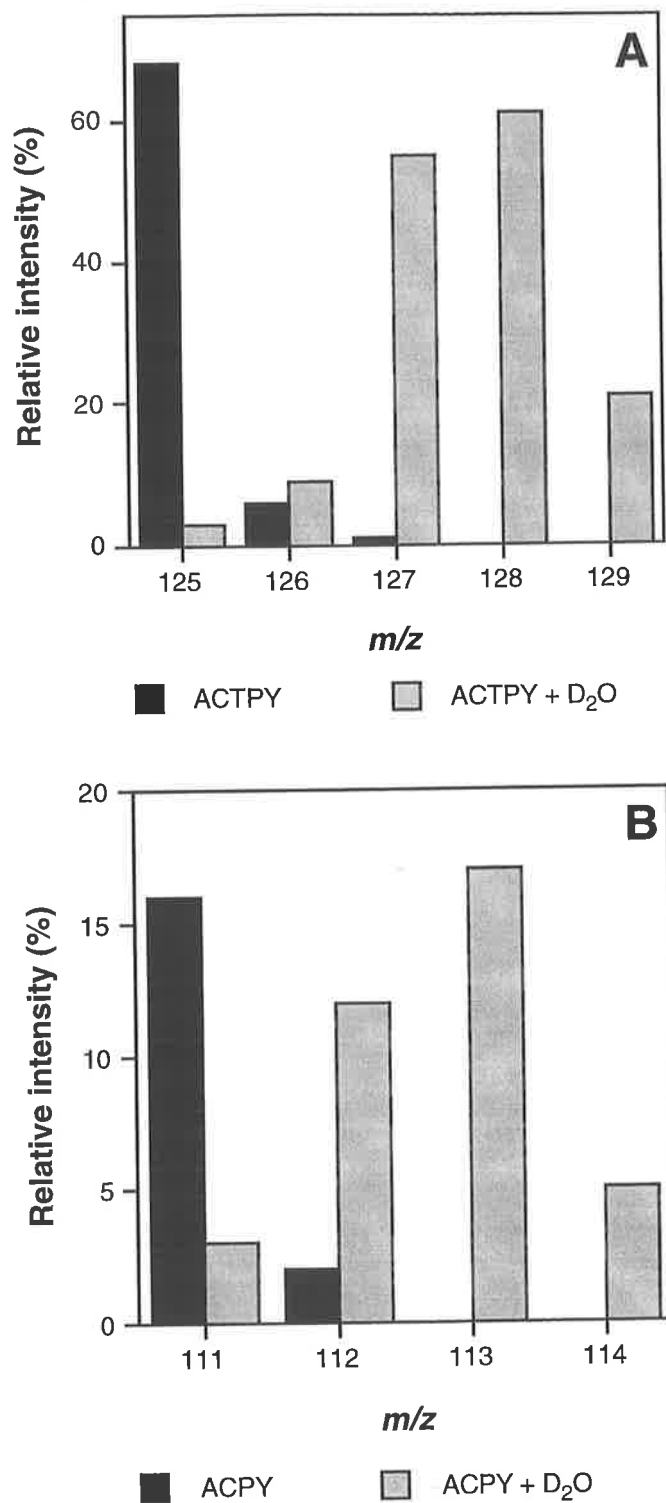 A
Relative intensity (%)
60
40
20
0
125 126 127 128 129
m/z
ACTPY ACTPY + D₂O
B
Relative intensity (%)
20
15
10
5
0
111 112 113 114
m/z
ACPY ACPY + D₂O